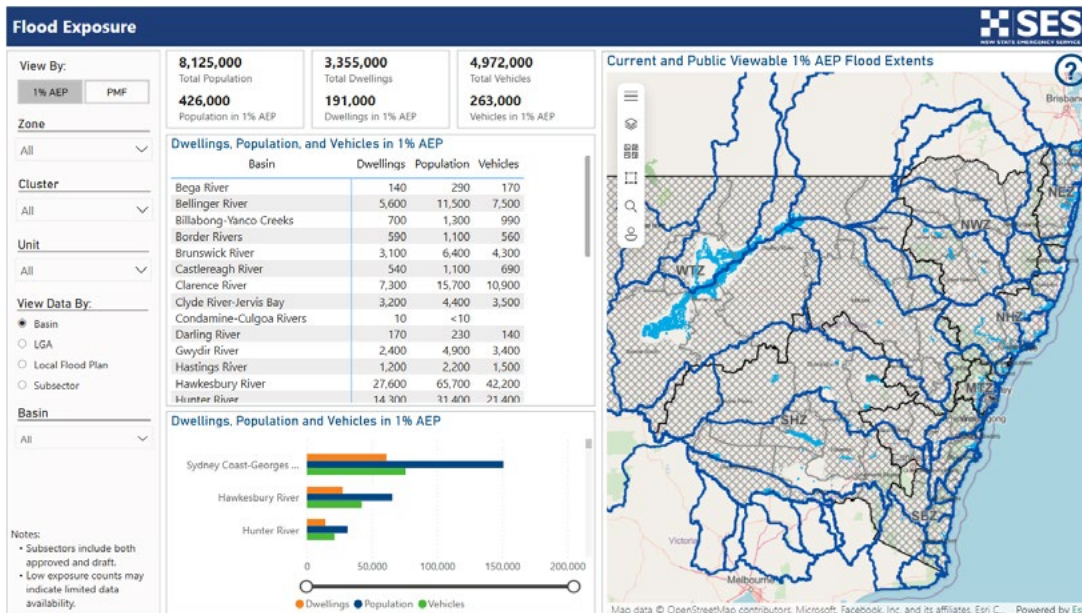 Flood Exposure
SES
NEW STATE EMERGENCY SERVICE
View By:
1% AEP PMF
Zone
All
Cluster
All
Unit
All
View Data By:
Basin
LGA
Local Flood Plan
Subsector
Basin
All
Notes:
• Subsectors include both
approved and draft.
• Low exposure counts may
indicate limited data
availability.
8,125,000
Total Population
426,000
Population in 1% AEP
3,355,000
Total Dwellings
191,000
Dwellings in 1% AEP
4,972,000
Total Vehicles
263,000
Vehicles in 1% AEP
Dwellings, Population, and Vehicles in 1% AEP
Basin Dwellings Population Vehicles
Bega River 140 290 170
Bellinger River 5,600 11,500 7,500
Billabong-Yanco Creeks 700 1,300 990
Border Rivers 590 1,100 560
Brunswick River 3,100 6,400 4,300
Castlereagh River 540 1,100 690
Clarence River 7,300 15,700 10,900
Clyde River-Jervis Bay 3,200 4,400 3,500
Condamine-Culgoa Rivers 10 <10
Darling River 170 230 140
Gwydir River 2,400 4,900 3,400
Hastings River 1,200 2,200 1,500
Hawkesbury River 27,600 65,700 42,200
Hunter River 14,300 31,400 21,400
Dwellings, Population and Vehicles in 1% AEP
Sydney Coast-Georges ...
Hawkesbury River
Hunter River
0 50,000 100,000 150,000 200,000
Dwellings Population Vehicles
Current and Public Viewable 1% AEP Flood Extents
?
Brisbane
NEZ
NWZ
WTZ
NHZ
MTZ
SHZ
SEZ
Victoria
Melbourne
Map data © OpenStreetMap contributors, Microsoft, Facebook, Inc. and its affiliates, Esri C... Powered by